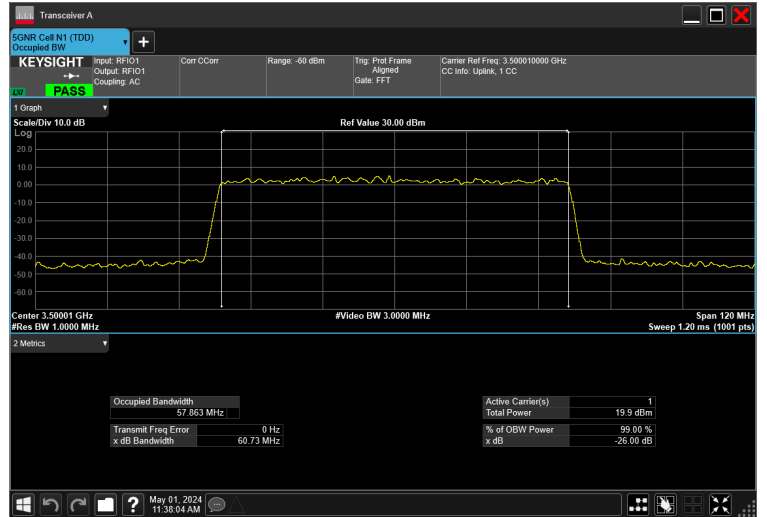 Transceiver A
5GNR Cell N1 (TDD)
Occupied BW
KEYSIGHT
LXI
PASS
Input: RFIO1
Output: RFIO1
Coupling: AC
Corr CCorr
Range: -60 dBm
Trig: Prot Frame
Aligned
Gate: FFT
Carrier Ref Freq: 3.500010000 GHz
CC Info: Uplink, 1 CC
1 Graph
Scale/Div 10.0 dB
Ref Value 30.00 dBm
Log
20.0
10.0
0.00
-10.0
-20.0
-30.0
-40.0
-50.0
-60.0
Center 3.50001 GHz
#Video BW 3.0000 MHz
Span 120 MHz
#Res BW 1.0000 MHz
Sweep 1.20 ms (1001 pts)
2 Metrics
Occupied Bandwidth
57.863 MHz
Transmit Freq Error 0 Hz
x dB Bandwidth 60.73 MHz
Active Carrier(s) 1
Total Power 19.9 dBm
% of OBW Power 99.00 %
x dB -26.00 dB
?
May 01, 2024
11:38:04 AM